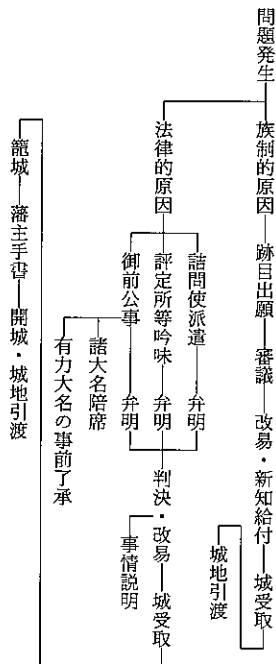 問題発生
族制的原因―跡目出願―審議―改易・新知給付―城受取
城地引渡
法律的原因
詰問使派遣―弁明
評定所等吟味―弁明
御前公事―弁明
諸大名陪席
有力大名の事前了承
判決・改易―城受取
事情説明
籠城―藩主手書―開城・城地引渡